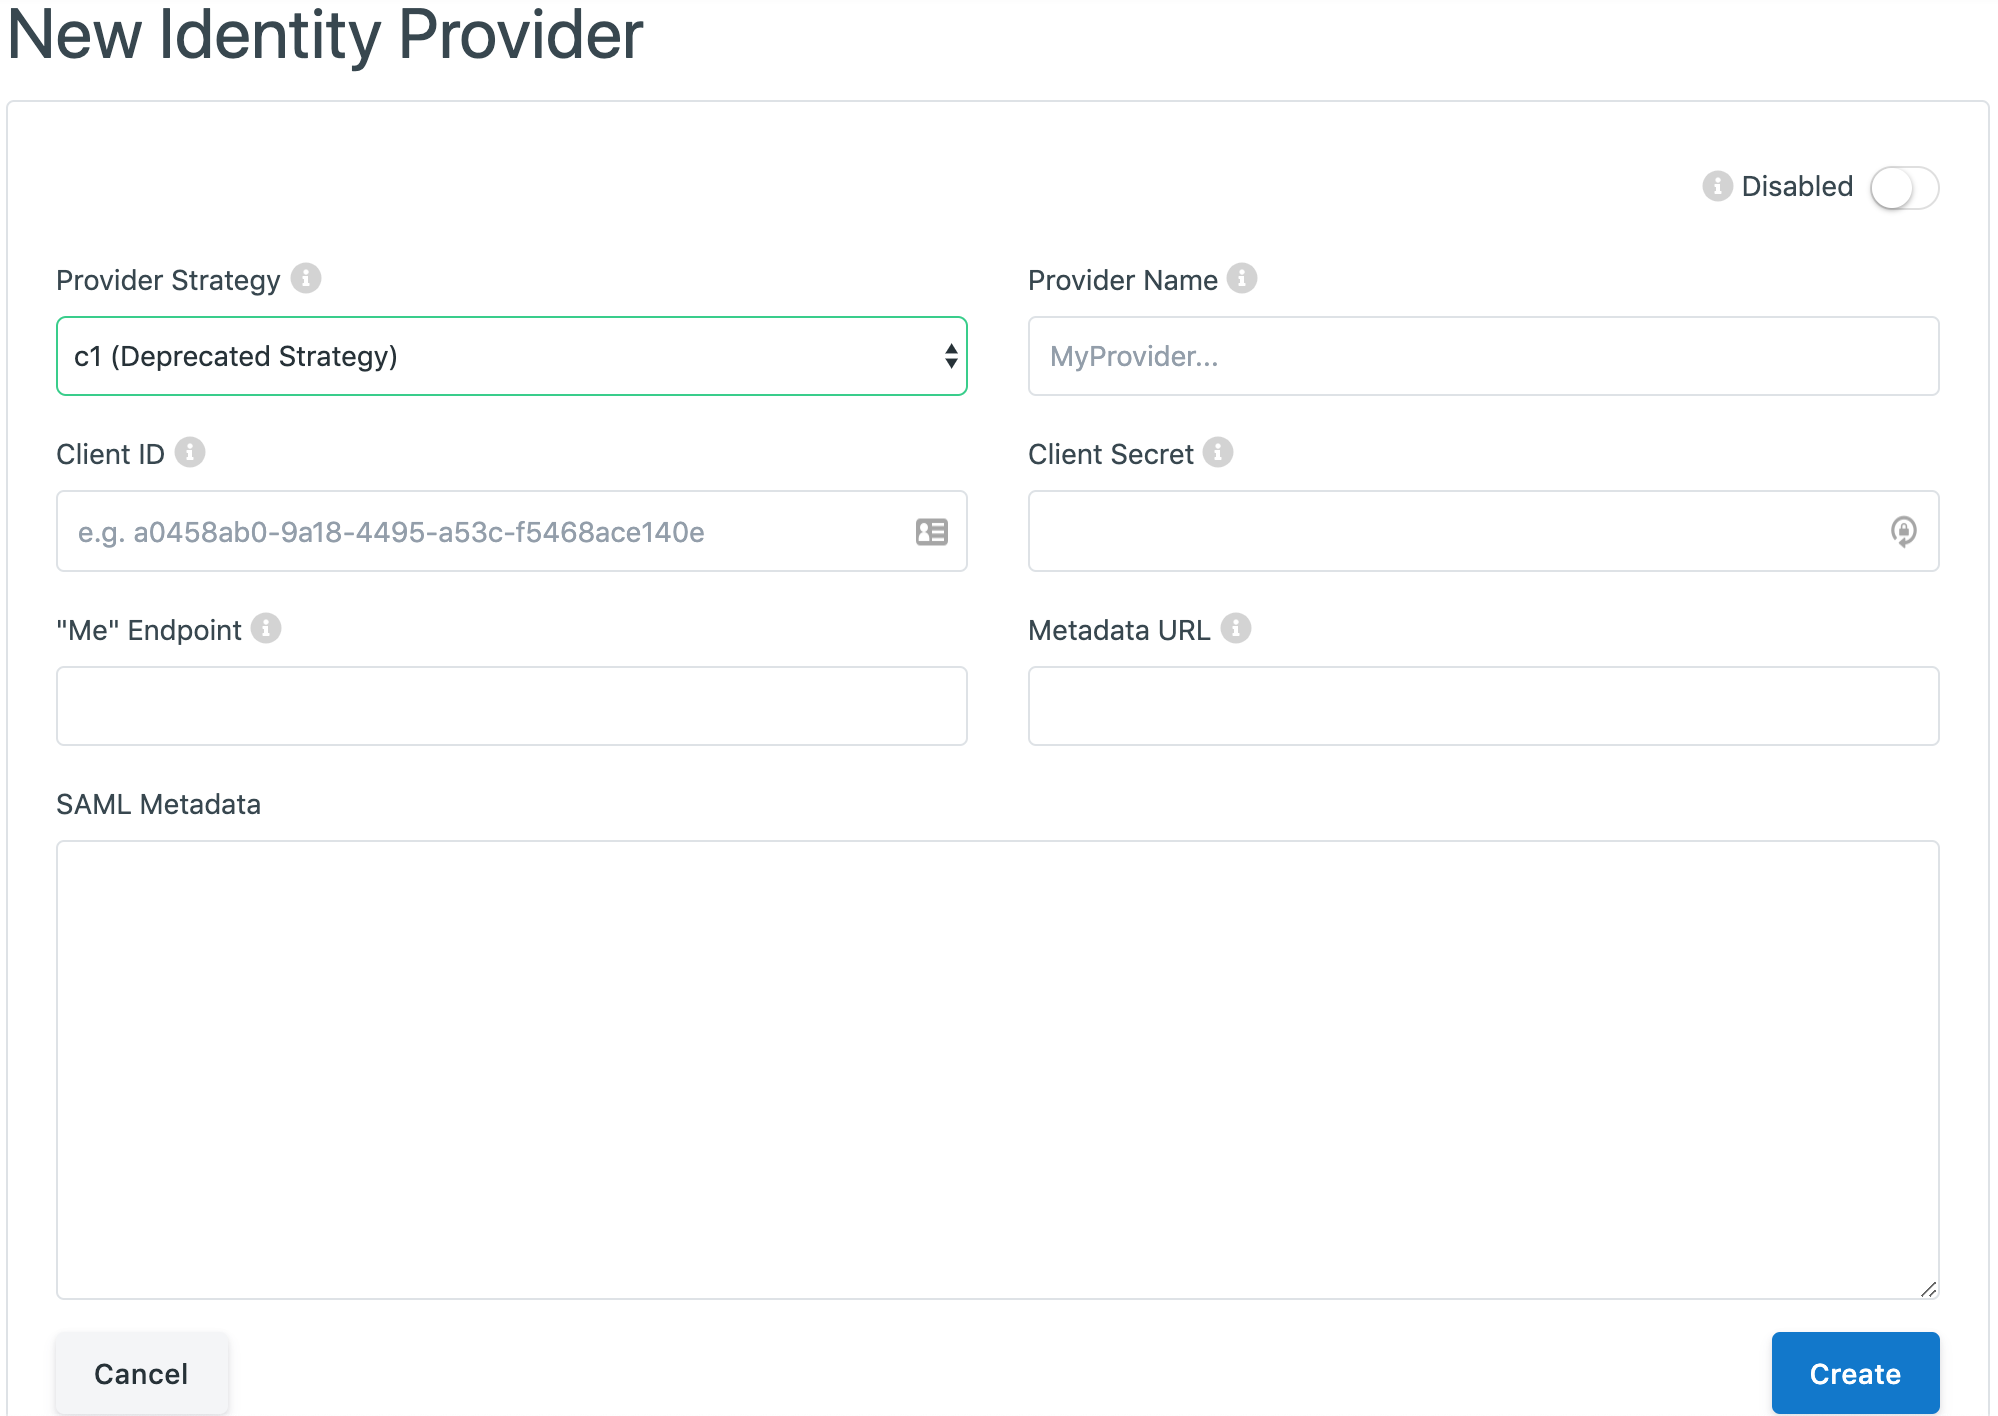 New Identity Provider
Disabled
Provider Strategy
Provider Name
c1 (Deprecated Strategy)
MyProvider...
Client ID
Client Secret
e.g. a0458ab0-9a18-4495-a53c-f5468ace140e
"Me" Endpoint
Metadata URL
SAML Metadata
Cancel
Create